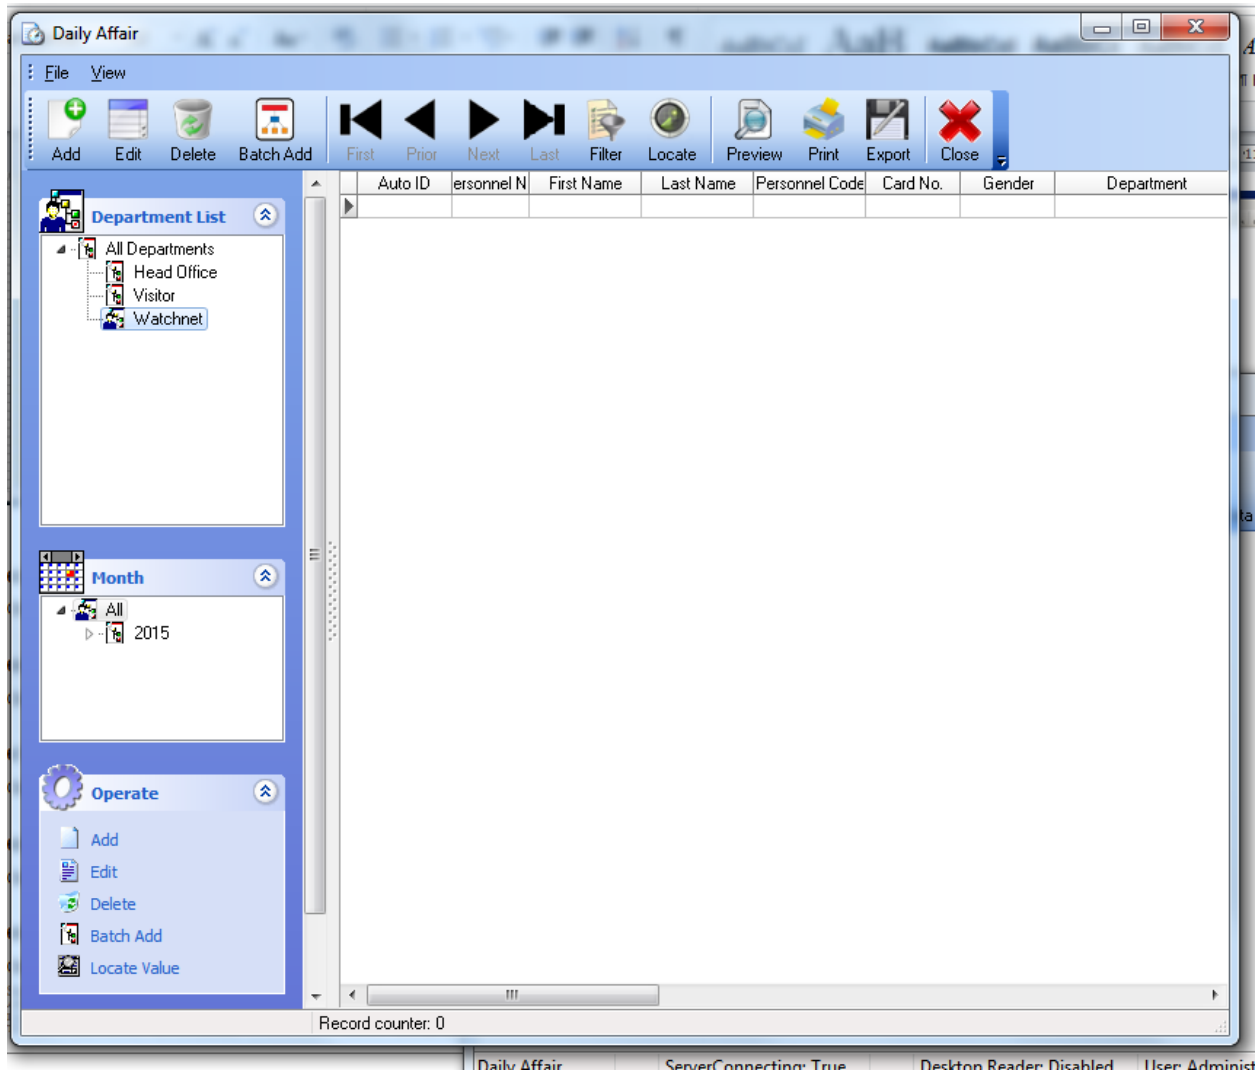 Daily Affair
File View
Add Edit Delete Batch Add First Prior Next Last Filter Locate Preview Print Export Close
Auto ID ersonnel N First Name Last Name Personnel Code Card No. Gender Department
Department List
All Departments
Head Office
Visitor
Watchnet
Month
All
2015
Operate
Add
Edit
Delete
Batch Add
Locate Value
Record counter: 0
Daily Affair ServerConnecting: True Desktop Reader: Disabled User: Administ